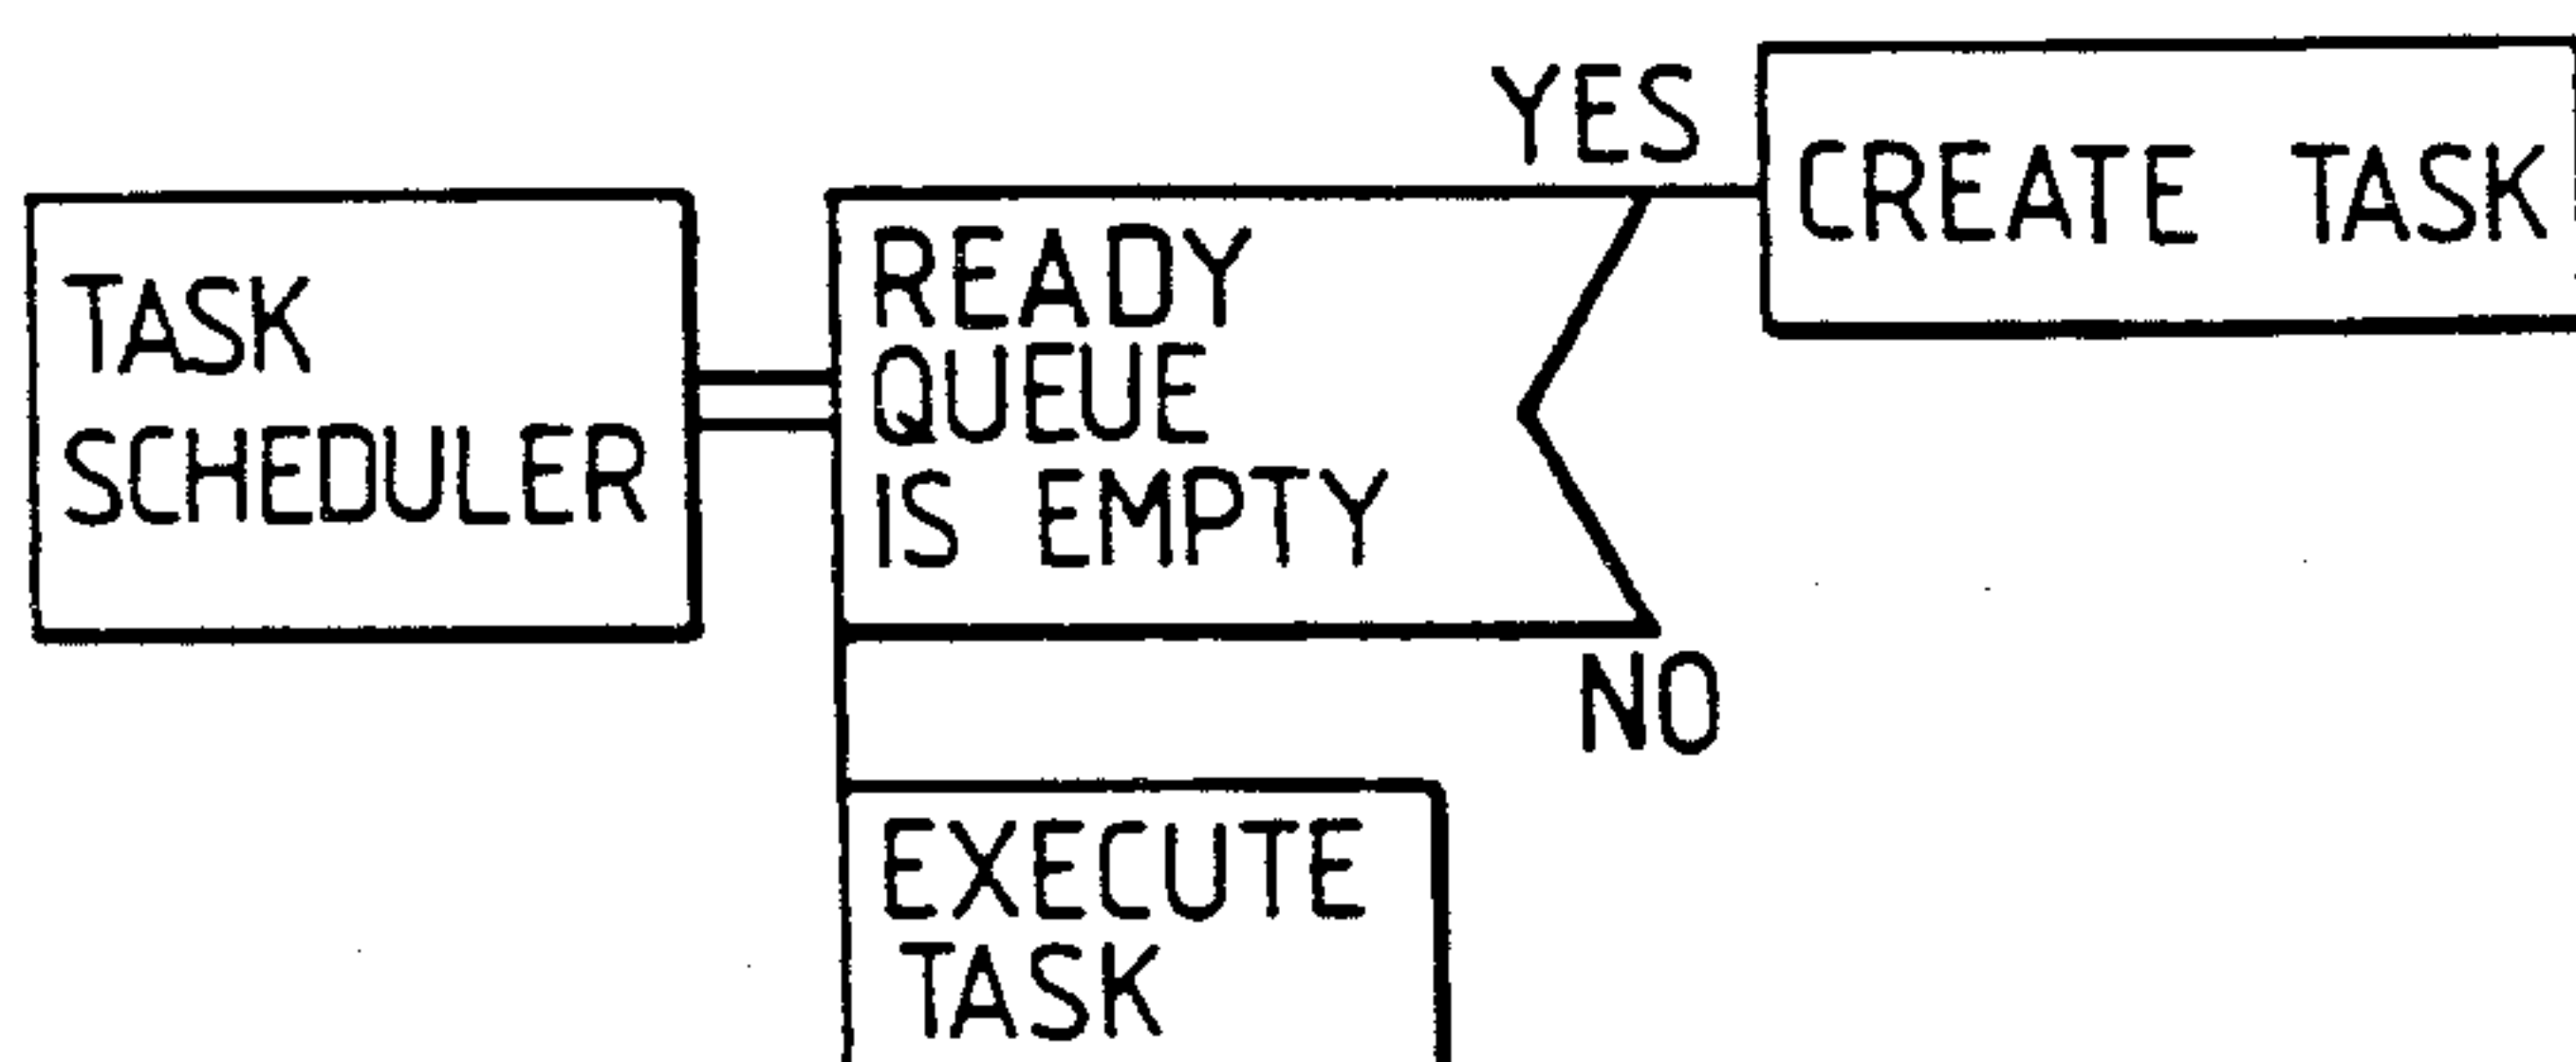 TASK
SCHEDULER
READY
QUEUE
IS EMPTY
YES
CREATE TASK
NO
EXECUTE
TASK